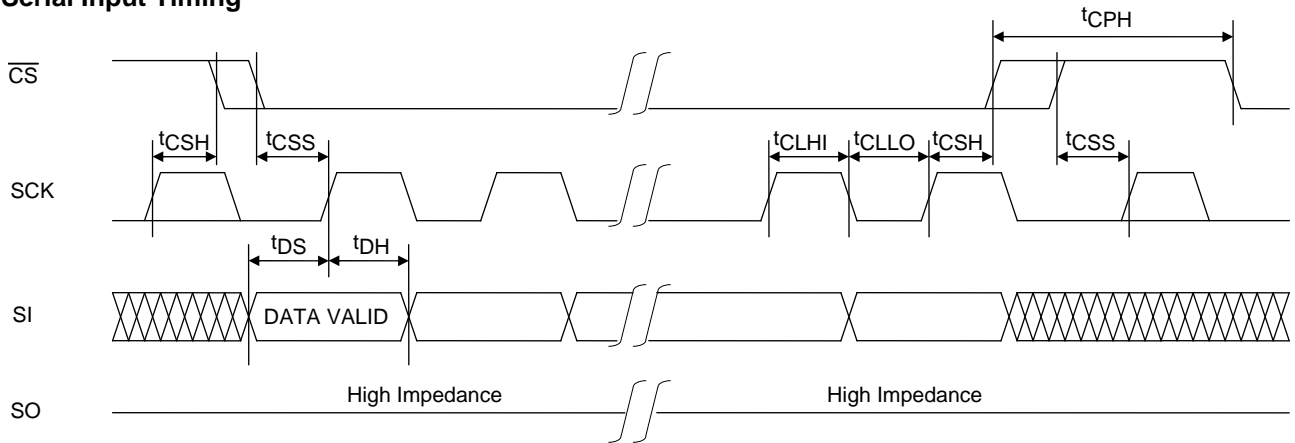 Serial Input Timing
tCPH
CS
tCSH tCSS tCLHI tCLLO tCSH tCSS
SCK
tDS tDH
SI DATA VALID
High Impedance High Impedance
SO